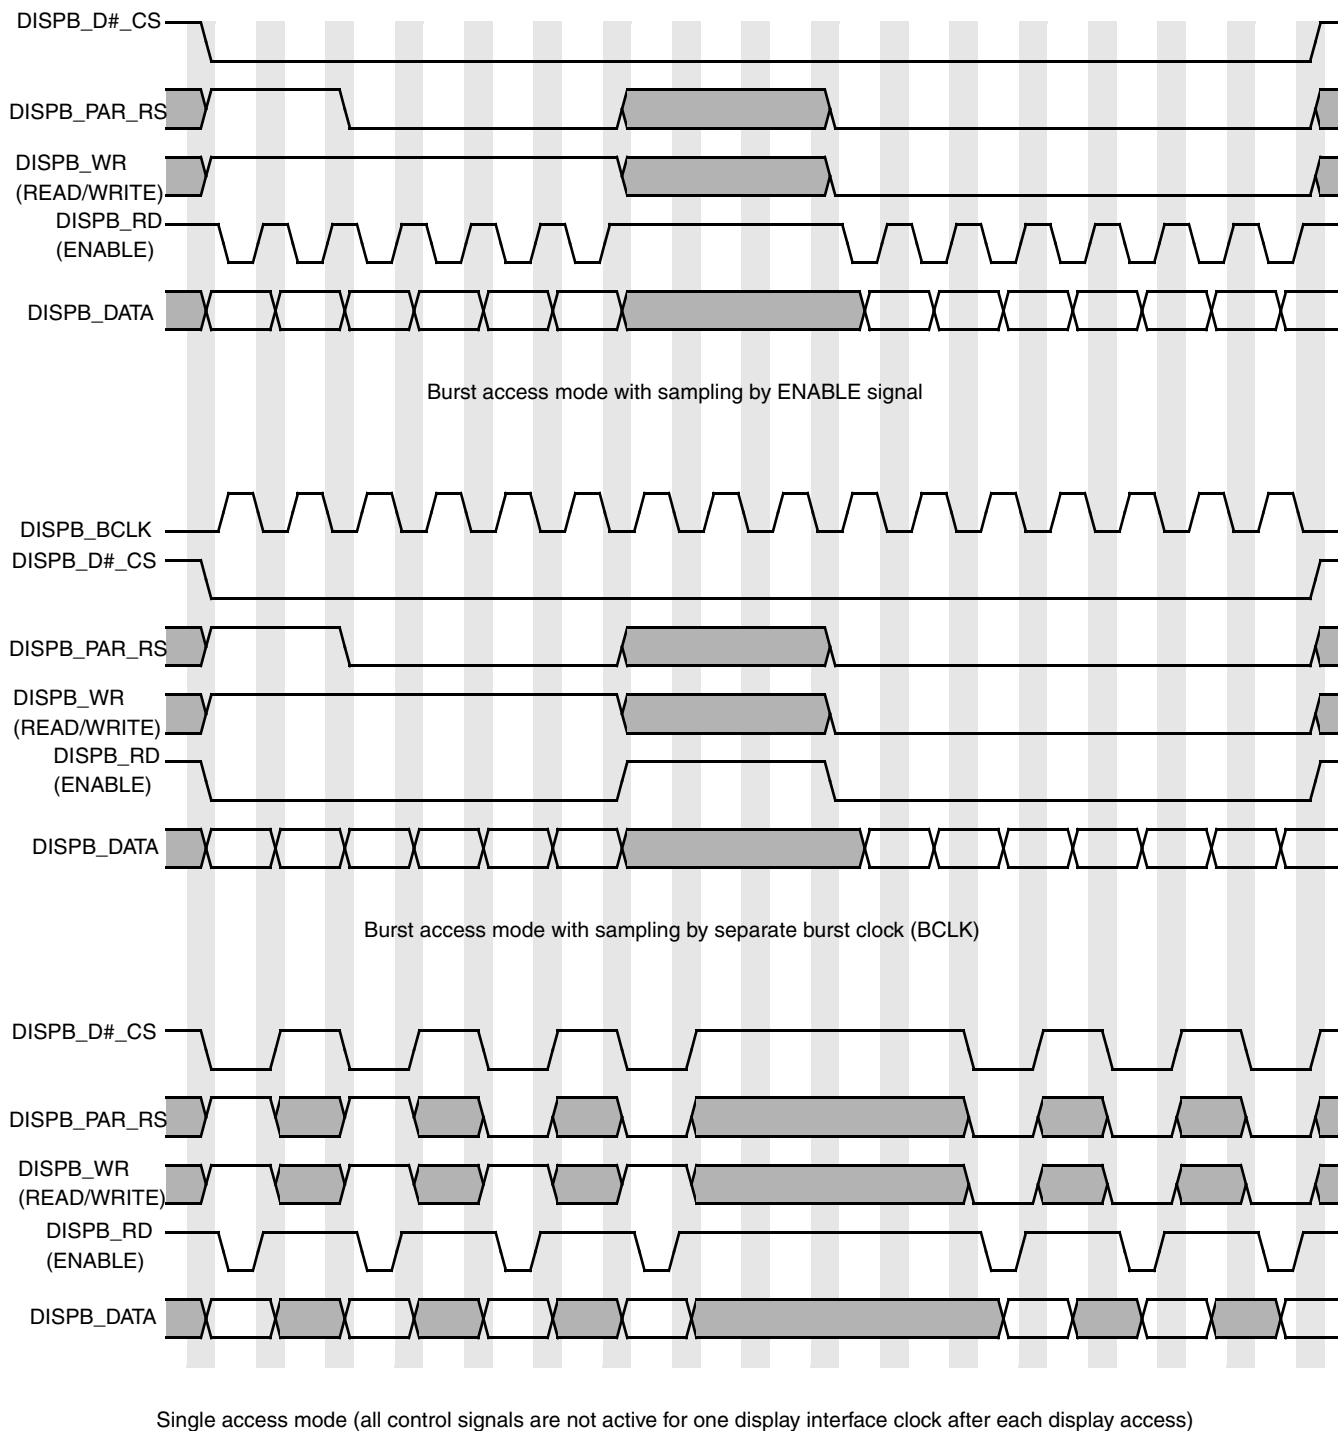 DISPB_D#_CS
DISPB_PAR_RS
DISPB_WR
(READ/WRITE)
DISPB_RD
(ENABLE)
DISPB_DATA
Burst access mode with sampling by ENABLE signal
DISPB_BCLK
DISPB_D#_CS
DISPB_PAR_RS
DISPB_WR
(READ/WRITE)
DISPB_RD
(ENABLE)
DISPB_DATA
Burst access mode with sampling by separate burst clock (BCLK)
DISPB_D#_CS
DISPB_PAR_RS
DISPB_WR
(READ/WRITE)
DISPB_RD
(ENABLE)
DISPB_DATA
Single access mode (all control signals are not active for one display interface clock after each display access)